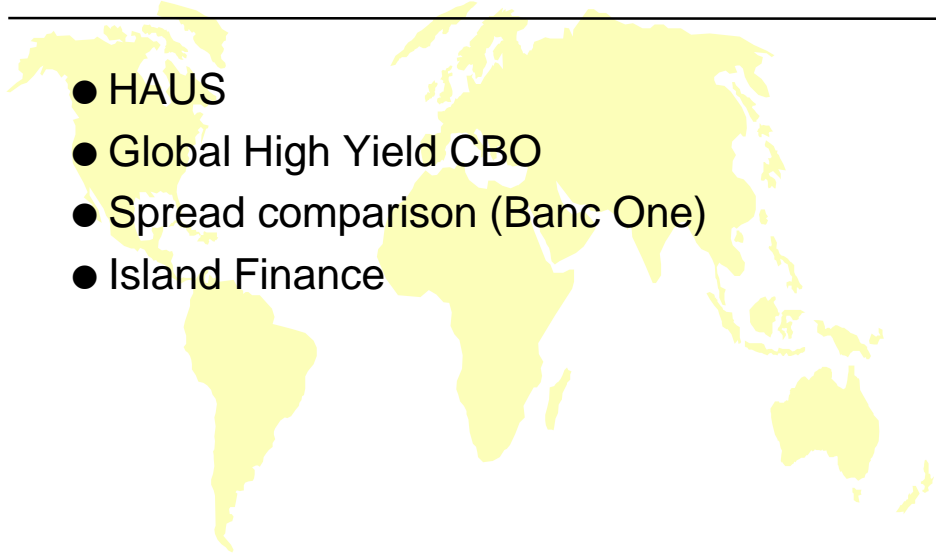 ● HAUS
● Global High Yield CBO
● Spread comparison (Banc One)
● Island Finance